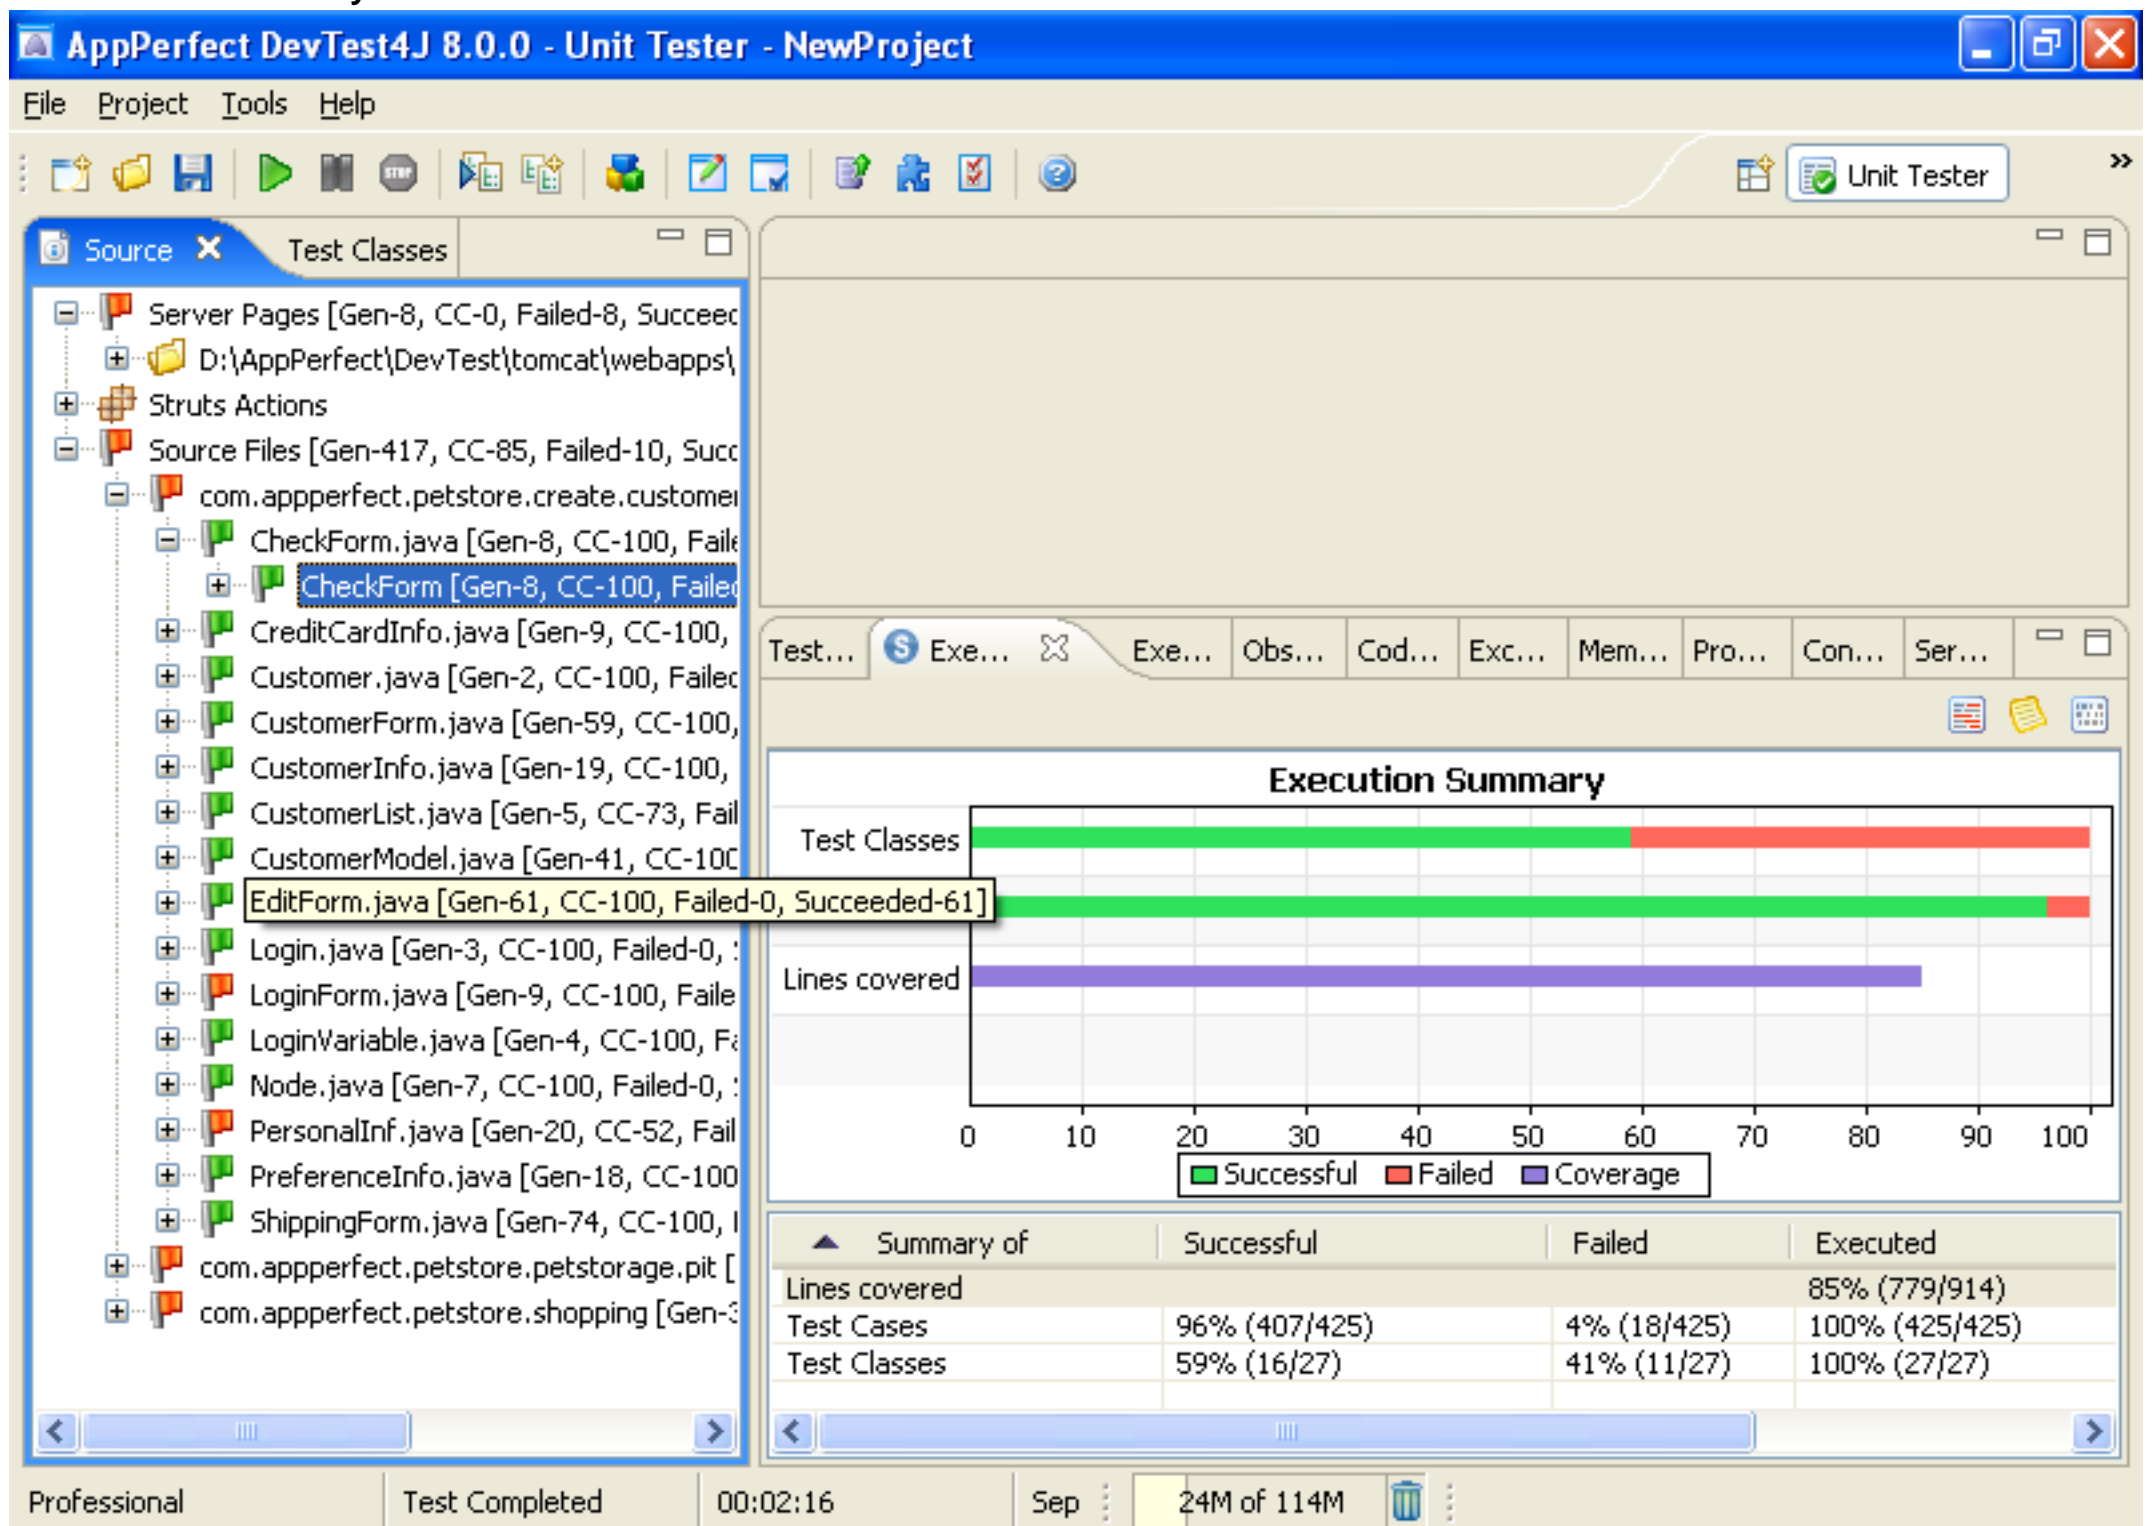 AppPerfect DevTest4J 8.0.0 - Unit Tester - NewProject
File Project Tools Help
STOP
Unit Tester
»
Source Test Classes
Server Pages [Gen-8, CC-0, Failed-8, Succeed
D:\AppPerfect\DevTest\tomcat\webapps\
Struts Actions
Source Files [Gen-417, CC-85, Failed-10, Succ
com.appperfect.petstore.create.customer
CheckForm.java [Gen-8, CC-100, Faile
CheckForm [Gen-8, CC-100, Failed
CreditCardInfo.java [Gen-9, CC-100,
Customer.java [Gen-2, CC-100, Failed
CustomerForm.java [Gen-59, CC-100,
CustomerInfo.java [Gen-19, CC-100,
CustomerList.java [Gen-5, CC-73, Fail
CustomerModel.java [Gen-41, CC-100
EditForm.java [Gen-61, CC-100, Failed-0, Succeeded-61]
Login.java [Gen-3, CC-100, Failed-0,
LoginForm.java [Gen-9, CC-100, Faile
LoginVariable.java [Gen-4, CC-100, Fa
Node.java [Gen-7, CC-100, Failed-0,
PersonalInf.java [Gen-20, CC-52, Fail
PreferenceInfo.java [Gen-18, CC-100
ShippingForm.java [Gen-74, CC-100,
com.appperfect.petstore.petstorage.pit [
com.appperfect.petstore.shopping [Gen-3
Test... Exe... Exe... Obs... Cod... Exc... Mem... Pro... Con... Ser...
Execution Summary
Test Classes
Lines covered
0 10 20 30 40 50 60 70 80 90 100
Successful Failed Coverage
Summary of Successful Failed Executed
Lines covered 85% (779/914)
Test Cases 96% (407/425) 4% (18/425) 100% (425/425)
Test Classes 59% (16/27) 41% (11/27) 100% (27/27)
Professional Test Completed 00:02:16 Sep 24M of 114M